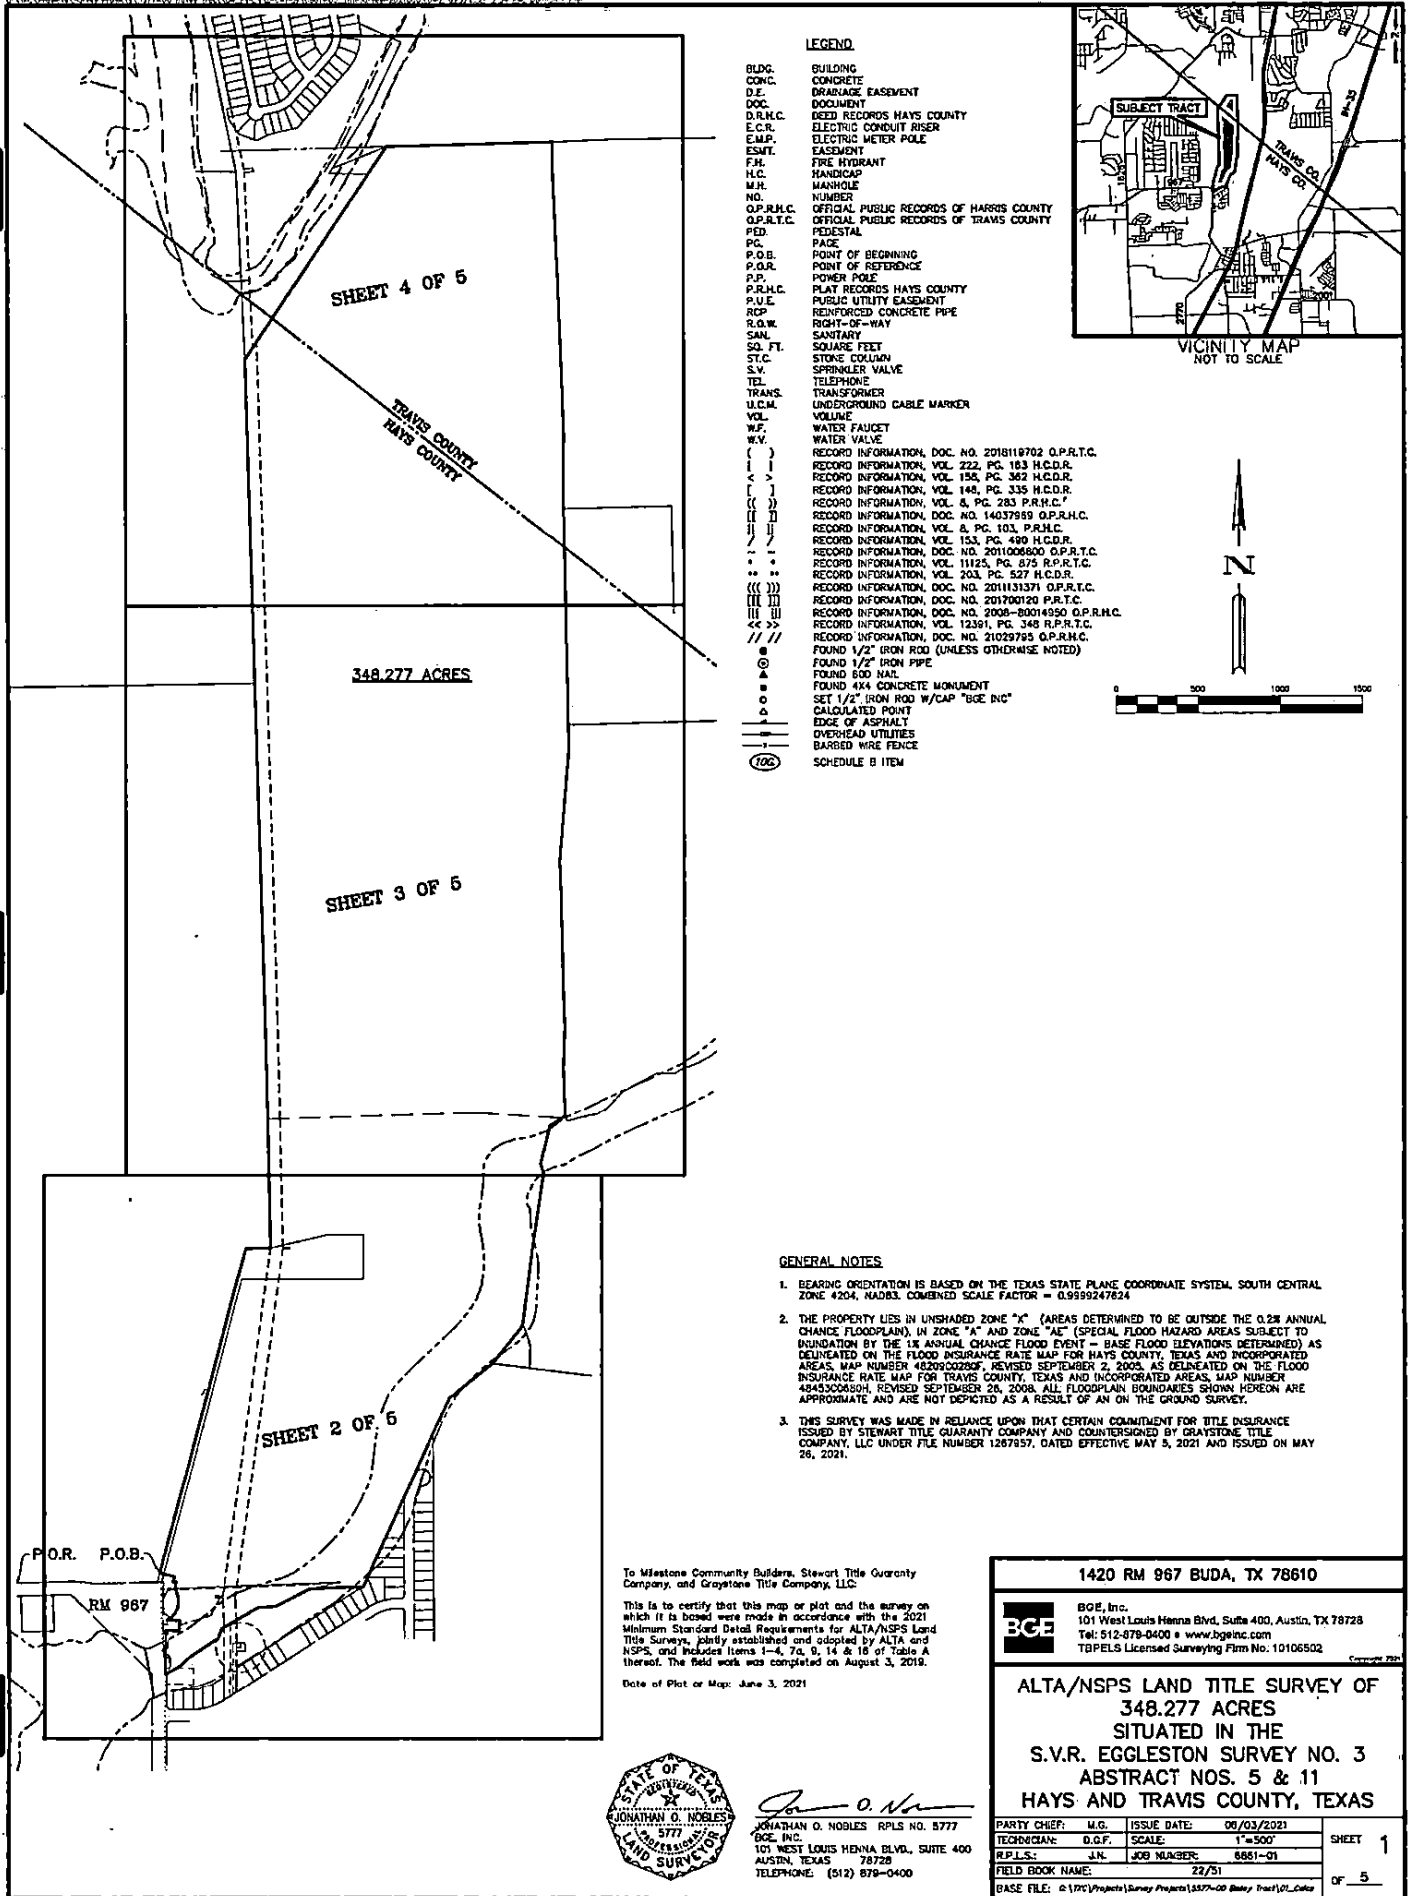 LEGEND
BLDG. BUILDING
CONC. CONCRETE
D.E. DRAINAGE EASEMENT
DOC. DOCUMENT
D.R.H.C. DEED RECORDS HAYS COUNTY
E.C.R. ELECTRIC CONDUIT RISER
E.M.P. ELECTRIC METER POLE
ESMT. EASEMENT
F.H. FIRE HYDRANT
H.C. HANDICAP
M.H. MANHOLE
NO. NUMBER
O.P.R.H.C. OFFICIAL PUBLIC RECORDS OF HARRIS COUNTY
O.P.R.T.C. OFFICIAL PUBLIC RECORDS OF TRAVIS COUNTY
PED. PEDESTAL
PG. PAGE
P.O.B. POINT OF BEGINNING
P.O.R. POINT OF REFERENCE
P.P. POWER POLE
P.R.H.C. PLAT RECORDS HAYS COUNTY
P.U.E. PUBLIC UTILITY EASEMENT
RCP REINFORCED CONCRETE PIPE
R.O.W. RIGHT-OF-WAY
SAN. SANITARY
SQ. FT. SQUARE FEET
ST.C. STONE COLUMN
S.V. SPRINKLER VALVE
TEL. TELEPHONE
TRANS. TRANSFORMER
U.C.M. UNDERGROUND CABLE MARKER
VOL. VOLUME
W.F. WATER FAUCET
W.V. WATER VALVE
( ) RECORD INFORMATION, DOC. NO. 2018119702 O.P.R.T.C.
| | RECORD INFORMATION, VOL. 222, PG. 183 H.C.D.R.
< > RECORD INFORMATION, VOL. 158, PG. 362 H.C.D.R.
[ ] RECORD INFORMATION, VOL. 148, PG. 335 H.C.D.R.
(( )) RECORD INFORMATION, VOL. 8, PG. 283 P.R.H.C.
[[ ]] RECORD INFORMATION, DOC. NO. 14037989 O.P.R.H.C.
|| || RECORD INFORMATION, VOL. 8, PG. 103, P.R.H.C.
/ / RECORD INFORMATION, VOL. 153, PG. 490 H.C.D.R.
~ ~ RECORD INFORMATION, DOC. NO. 2011006800 O.P.R.T.C.
* * RECORD INFORMATION, VOL. 11125, PG. 875 R.P.R.T.C.
** ** RECORD INFORMATION, VOL. 203, PG. 527 H.C.D.R.
((( ))) RECORD INFORMATION, DOC. NO. 2011131371 O.P.R.T.C.
[[[ ]]] RECORD INFORMATION, DOC. NO. 201700120 P.R.T.C.
||| ||| RECORD INFORMATION, DOC. NO. 2008-80014950 O.P.R.H.C.
<< >> RECORD INFORMATION, VOL. 12391, PG. 348 R.P.R.T.C.
// // RECORD INFORMATION, DOC. NO. 21029795 O.P.R.H.C.
FOUND 1/2" IRON ROD (UNLESS OTHERWISE NOTED)
FOUND 1/2" IRON PIPE
FOUND 60D NAIL
FOUND 4X4 CONCRETE MONUMENT
SET 1/2" IRON ROD W/CAP "BGE INC"
CALCULATED POINT
EDGE OF ASPHALT
OVERHEAD UTILITIES
BARBED WIRE FENCE
10G SCHEDULE B ITEM
SUBJECT TRACT
TRAVIS CO.
HAYS CO.
IH-35
1626
967
2770
2001
VICINITY MAP
NOT TO SCALE
N
0 500 1000 1500
SHEET 4 OF 5
TRAVIS COUNTY
HAYS COUNTY
348.277 ACRES
SHEET 3 OF 5
SHEET 2 OF 5
P.O.R. P.O.B.
RM 967
GENERAL NOTES
1. BEARING ORIENTATION IS BASED ON THE TEXAS STATE PLANE COORDINATE SYSTEM, SOUTH CENTRAL
ZONE 4204, NAD83. COMBINED SCALE FACTOR = 0.9999247624
2. THE PROPERTY LIES IN UNSHADED ZONE "X" (AREAS DETERMINED TO BE OUTSIDE THE 0.2% ANNUAL
CHANCE FLOODPLAIN), IN ZONE "A" AND ZONE "AE" (SPECIAL FLOOD HAZARD AREAS SUBJECT TO
INUNDATION BY THE 1% ANNUAL CHANCE FLOOD EVENT - BASE FLOOD ELEVATIONS DETERMINED) AS
DELINEATED ON THE FLOOD INSURANCE RATE MAP FOR HAYS COUNTY, TEXAS AND INCORPORATED
AREAS, MAP NUMBER 48209C0280F, REVISED SEPTEMBER 2, 2005, AS DELINEATED ON THE FLOOD
INSURANCE RATE MAP FOR TRAVIS COUNTY, TEXAS AND INCORPORATED AREAS, MAP NUMBER
48453C0680H, REVISED SEPTEMBER 26, 2008. ALL FLOODPLAIN BOUNDARIES SHOWN HEREON ARE
APPROXIMATE AND ARE NOT DEPICTED AS A RESULT OF AN ON THE GROUND SURVEY.
3. THIS SURVEY WAS MADE IN RELIANCE UPON THAT CERTAIN COMMITMENT FOR TITLE INSURANCE
ISSUED BY STEWART TITLE GUARANTY COMPANY AND COUNTERSIGNED BY GRAYSTONE TITLE
COMPANY, LLC UNDER FILE NUMBER 1267957, DATED EFFECTIVE MAY 5, 2021 AND ISSUED ON MAY
26, 2021.
To Milestone Community Builders, Stewart Title Guaranty
Company, and Graystone Title Company, LLC:
This is to certify that this map or plat and the survey on
which it is based were made in accordance with the 2021
Minimum Standard Detail Requirements for ALTA/NSPS Land
Title Surveys, jointly established and adopted by ALTA and
NSPS, and includes items 1-4, 7a, 9, 14 & 16 of Table A
thereof. The field work was completed on August 3, 2019.
Date of Plat or Map: June 3, 2021
STATE OF TEXAS
REGISTERED
JONATHAN O. NOBLES
5777
PROFESSIONAL
LAND SURVEYOR
JONATHAN O. NOBLES RPLS NO. 5777
BGE, INC.
101 WEST LOUIS HENNA BLVD., SUITE 400
AUSTIN, TEXAS 78728
TELEPHONE: (512) 879-0400
1420 RM 967 BUDA, TX 78610
BGE
BGE, Inc.
101 West Louis Henna Blvd, Suite 400, Austin, TX 78728
Tel: 512-879-0400 • www.bgeinc.com
TBPELS Licensed Surveying Firm No. 10106502
Copyright 2021
ALTA/NSPS LAND TITLE SURVEY OF
348.277 ACRES
SITUATED IN THE
S.V.R. EGGLESTON SURVEY NO. 3
ABSTRACT NOS. 5 & 11
HAYS AND TRAVIS COUNTY, TEXAS
PARTY CHIEF: M.G. ISSUE DATE: 06/03/2021
TECHNICIAN: D.G.F. SCALE: 1"=500'
R.P.L.S.: J.N. JOB NUMBER: 6861-01
FIELD BOOK NAME: 22/51
SHEET 1
OF 5
BASE FILE: